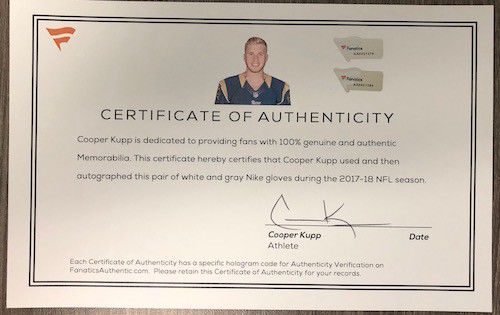 Fanatics
Fanatics
CERTIFICATE OF AUTHENTICITY
Cooper Kupp is dedicated to providing fans with 100% genuine and authentic
Memorabilia. This certificate hereby certifies that Cooper Kupp used and then
autographed this pair of white and gray Nike gloves during the 2017-18 NFL season.
Cooper Kupp Date
Athlete
Each Certificate of Authenticity has a specific hologram code for Authenticity Verification on
FanaticsAuthentic.com. Please retain this Certificate of Authenticity for your records.